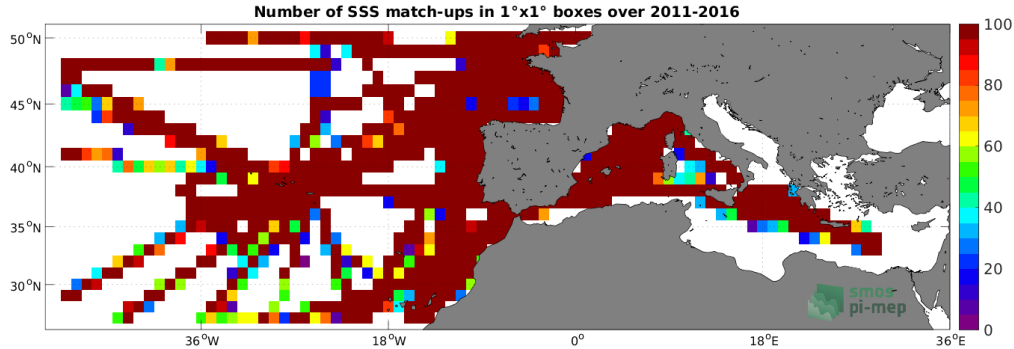 Number of SSS match-ups in 1°x1° boxes over 2011-2016
50°N
45°N
40°N
35°N
30°N
36°W
18°W
0°
18°E
36°E
100
80
60
40
20
0
smos
pi-mep